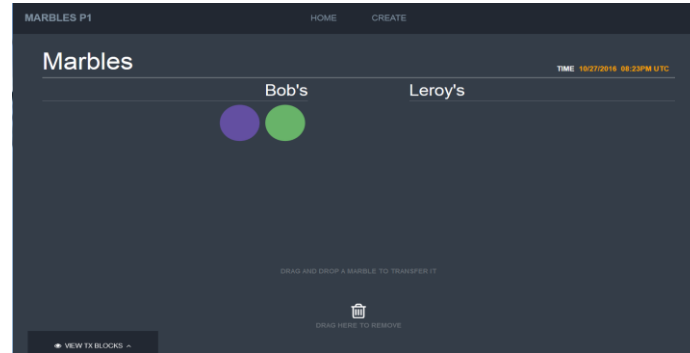 MARBLES P1 HOME CREATE
Marbles
TIME 10/27/2016 08:23PM UTC
Bob's Leroy's
DRAG AND DROP A MARBLE TO TRANSFER IT
DRAG HERE TO REMOVE
VIEW TX BLOCKS